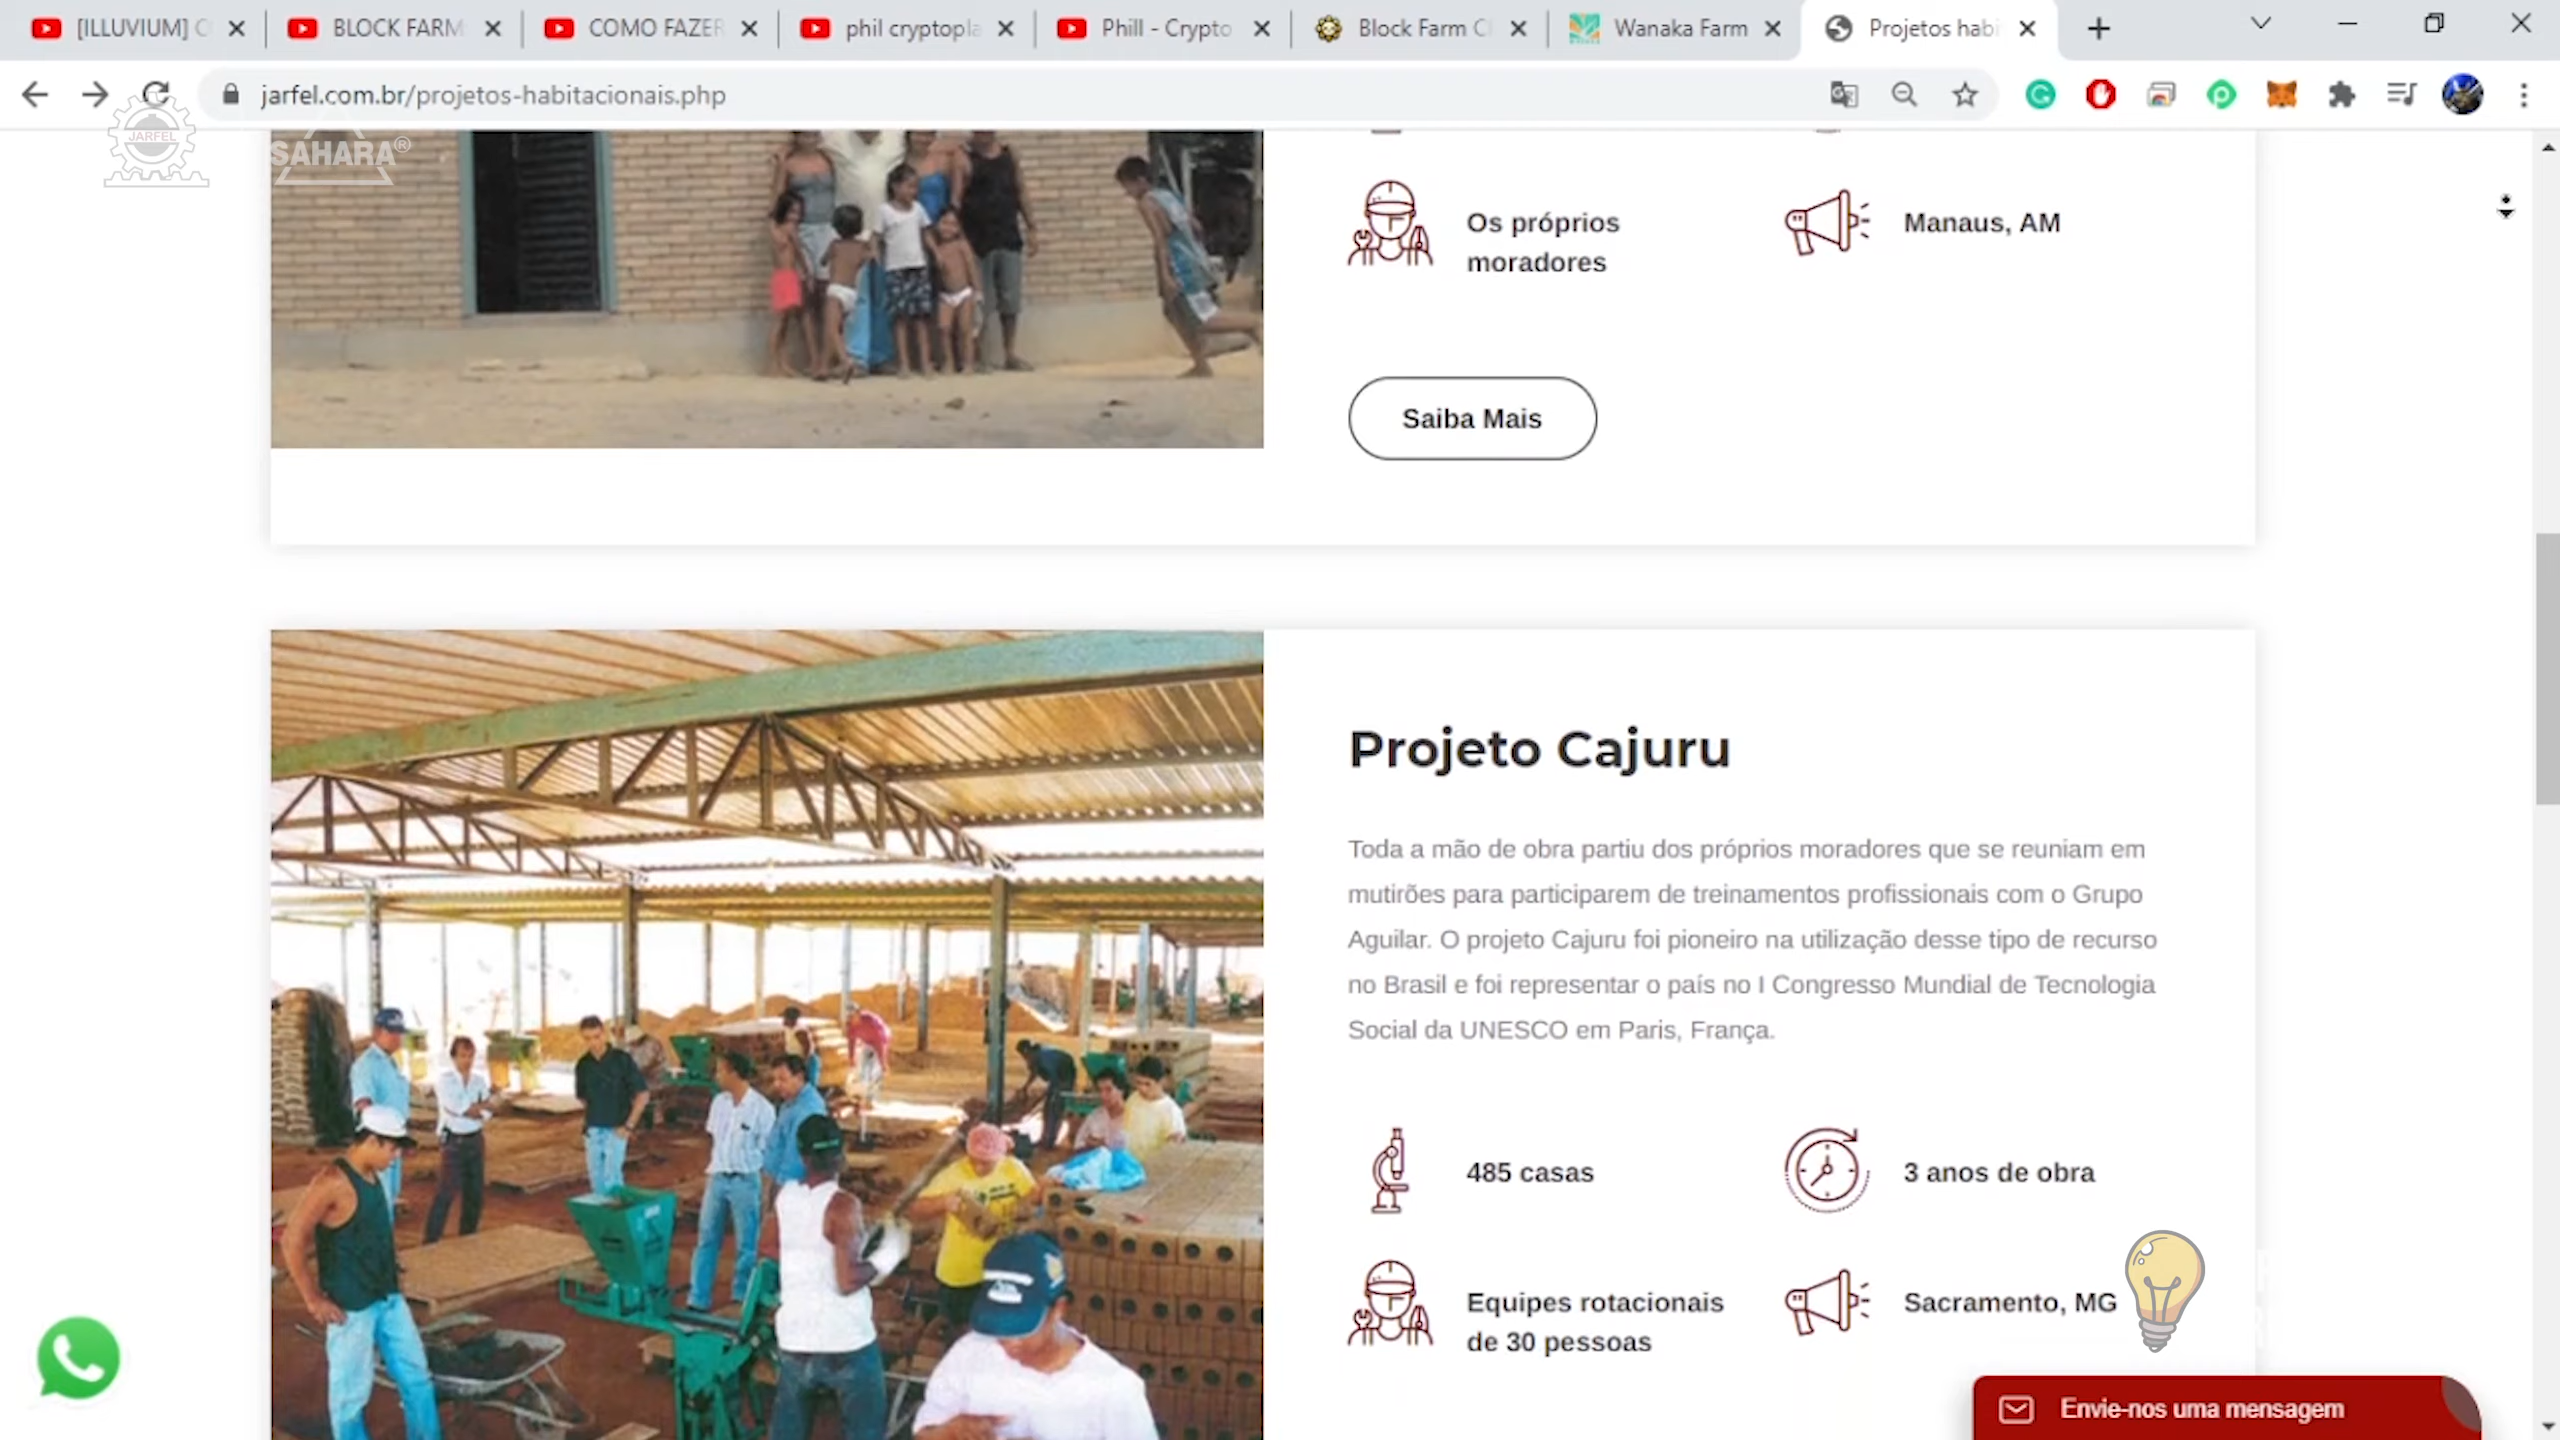 [ILLUVIUM] C
BLOCK FARM
COMO FAZER
phil cryptopla
Phill - Crypto
Block Farm Cl
Wanaka Farm
Projetos habi
jarfel.com.br/projetos-habitacionais.php
JARFEL
SAHARA®
Os próprios
moradores
Manaus, AM
Saiba Mais
Projeto Cajuru
Toda a mão de obra partiu dos próprios moradores que se reuniam em
mutirões para participarem de treinamentos profissionais com o Grupo
Aguilar. O projeto Cajuru foi pioneiro na utilização desse tipo de recurso
no Brasil e foi representar o país no I Congresso Mundial de Tecnologia
Social da UNESCO em Paris, França.
485 casas
3 anos de obra
Equipes rotacionais
de 30 pessoas
Sacramento, MG
Envie-nos uma mensagem